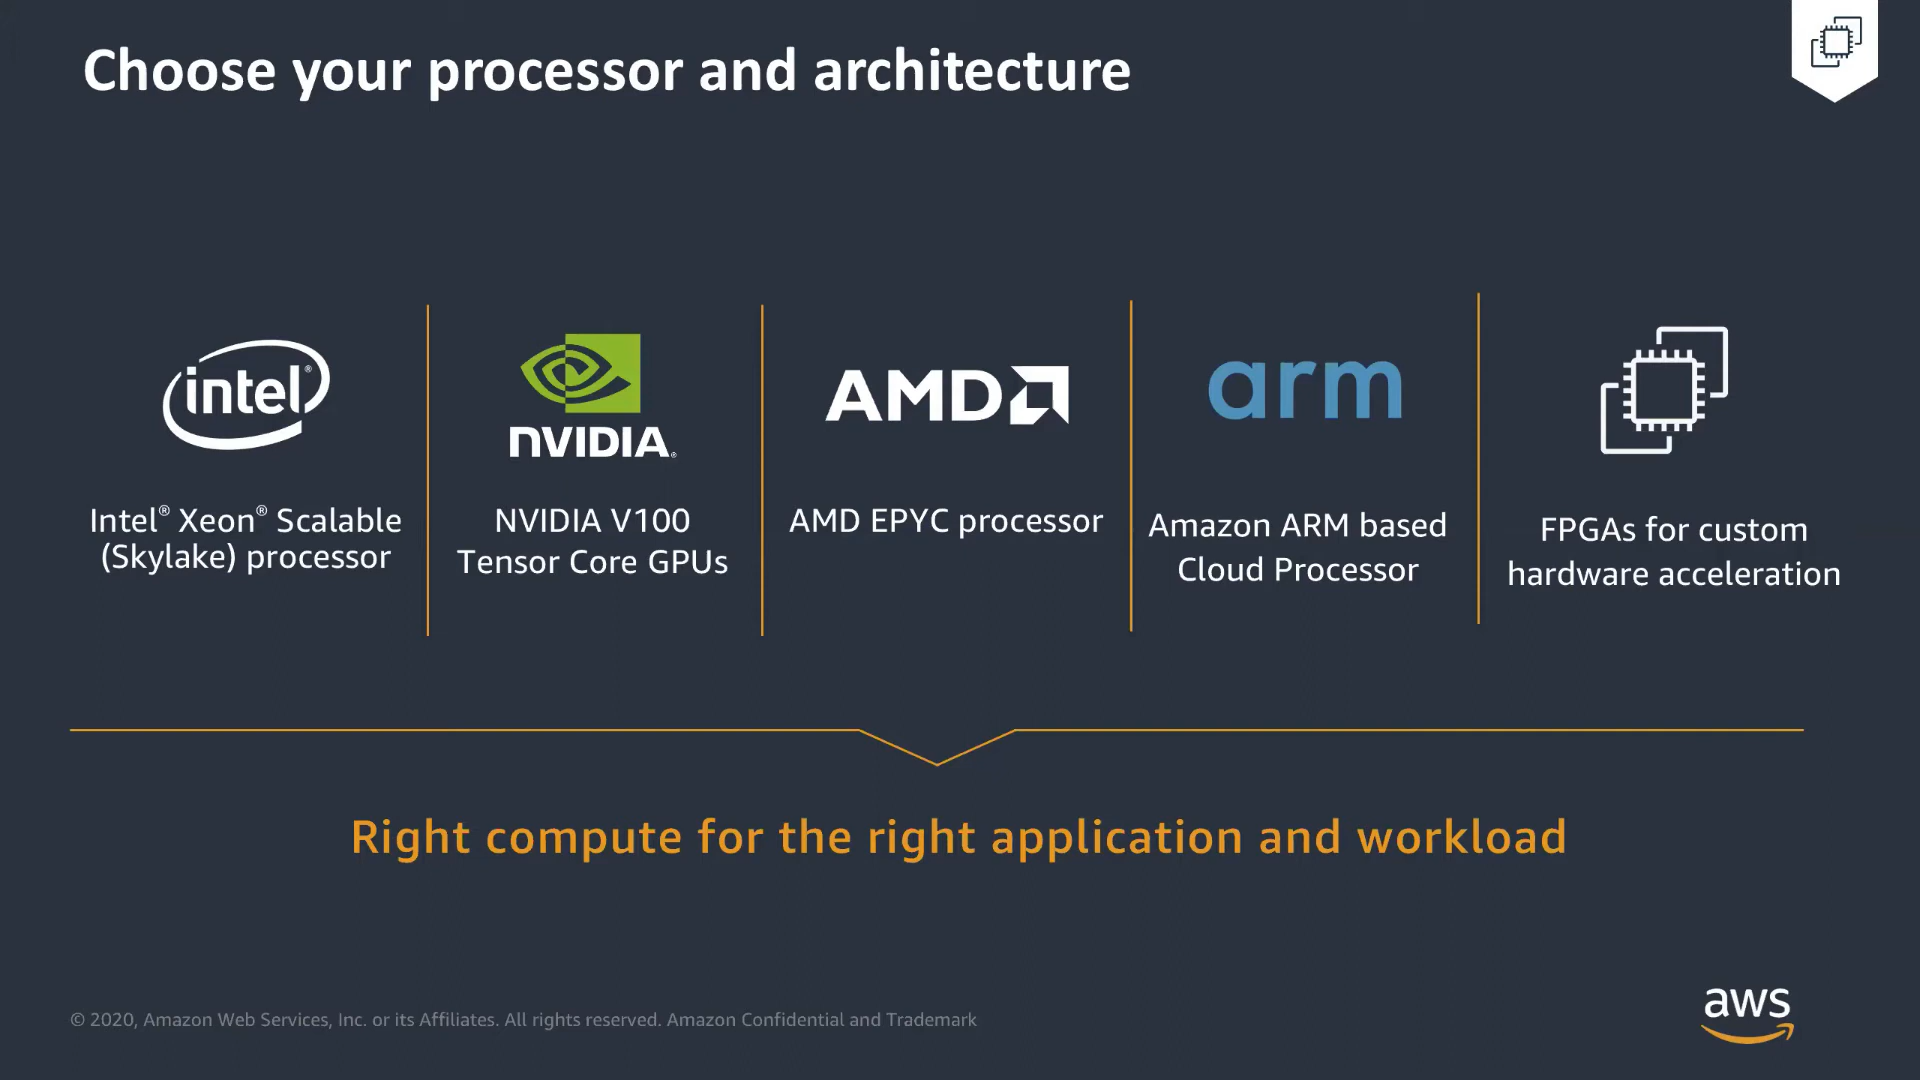 Choose your processor and architecture
intel®
NVIDIA®
AMD
arm
Intel® Xeon® Scalable
(Skylake) processor
NVIDIA V100
Tensor Core GPUs
AMD EPYC processor
Amazon ARM based
Cloud Processor
FPGAs for custom
hardware acceleration
Right compute for the right application and workload
© 2020, Amazon Web Services, Inc. or its Affiliates. All rights reserved. Amazon Confidential and Trademark
aws